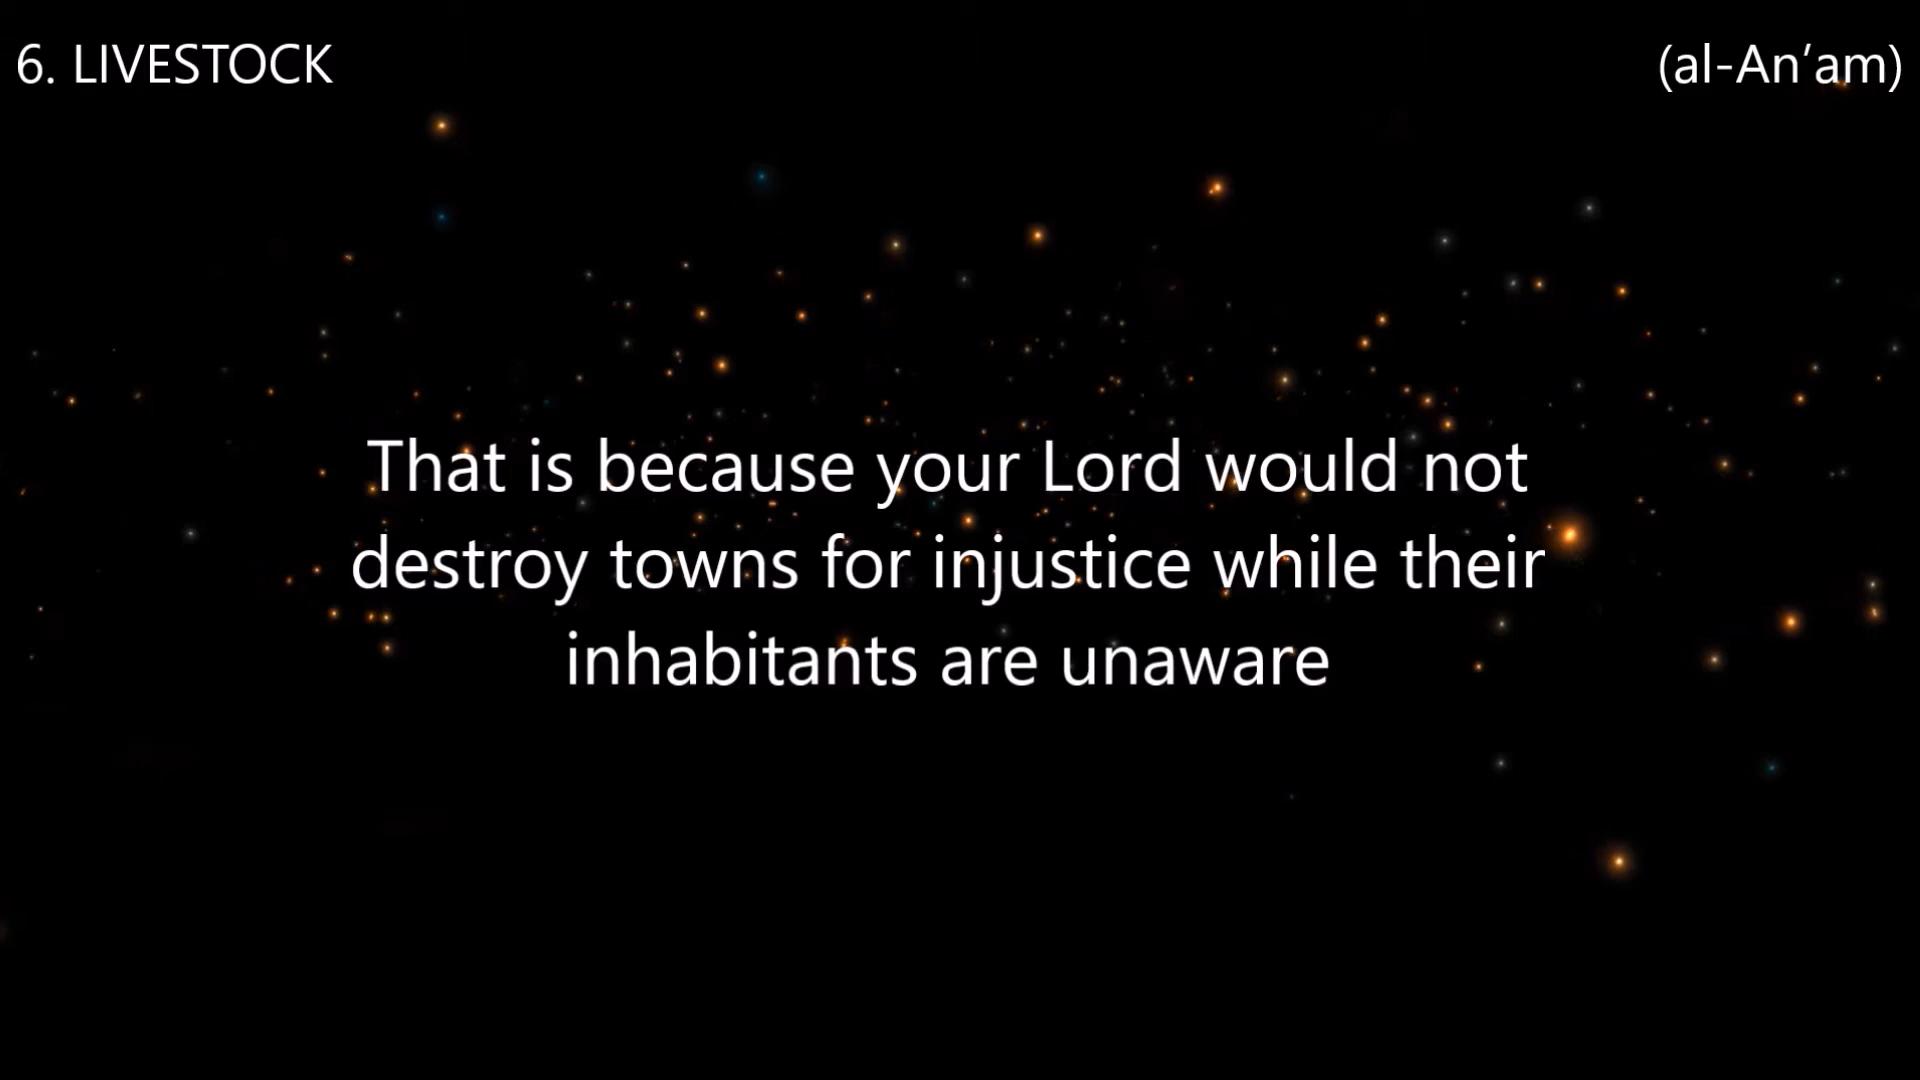 6. LIVESTOCK
(al-An’am)
That is because your Lord would not
destroy towns for injustice while their
inhabitants are unaware